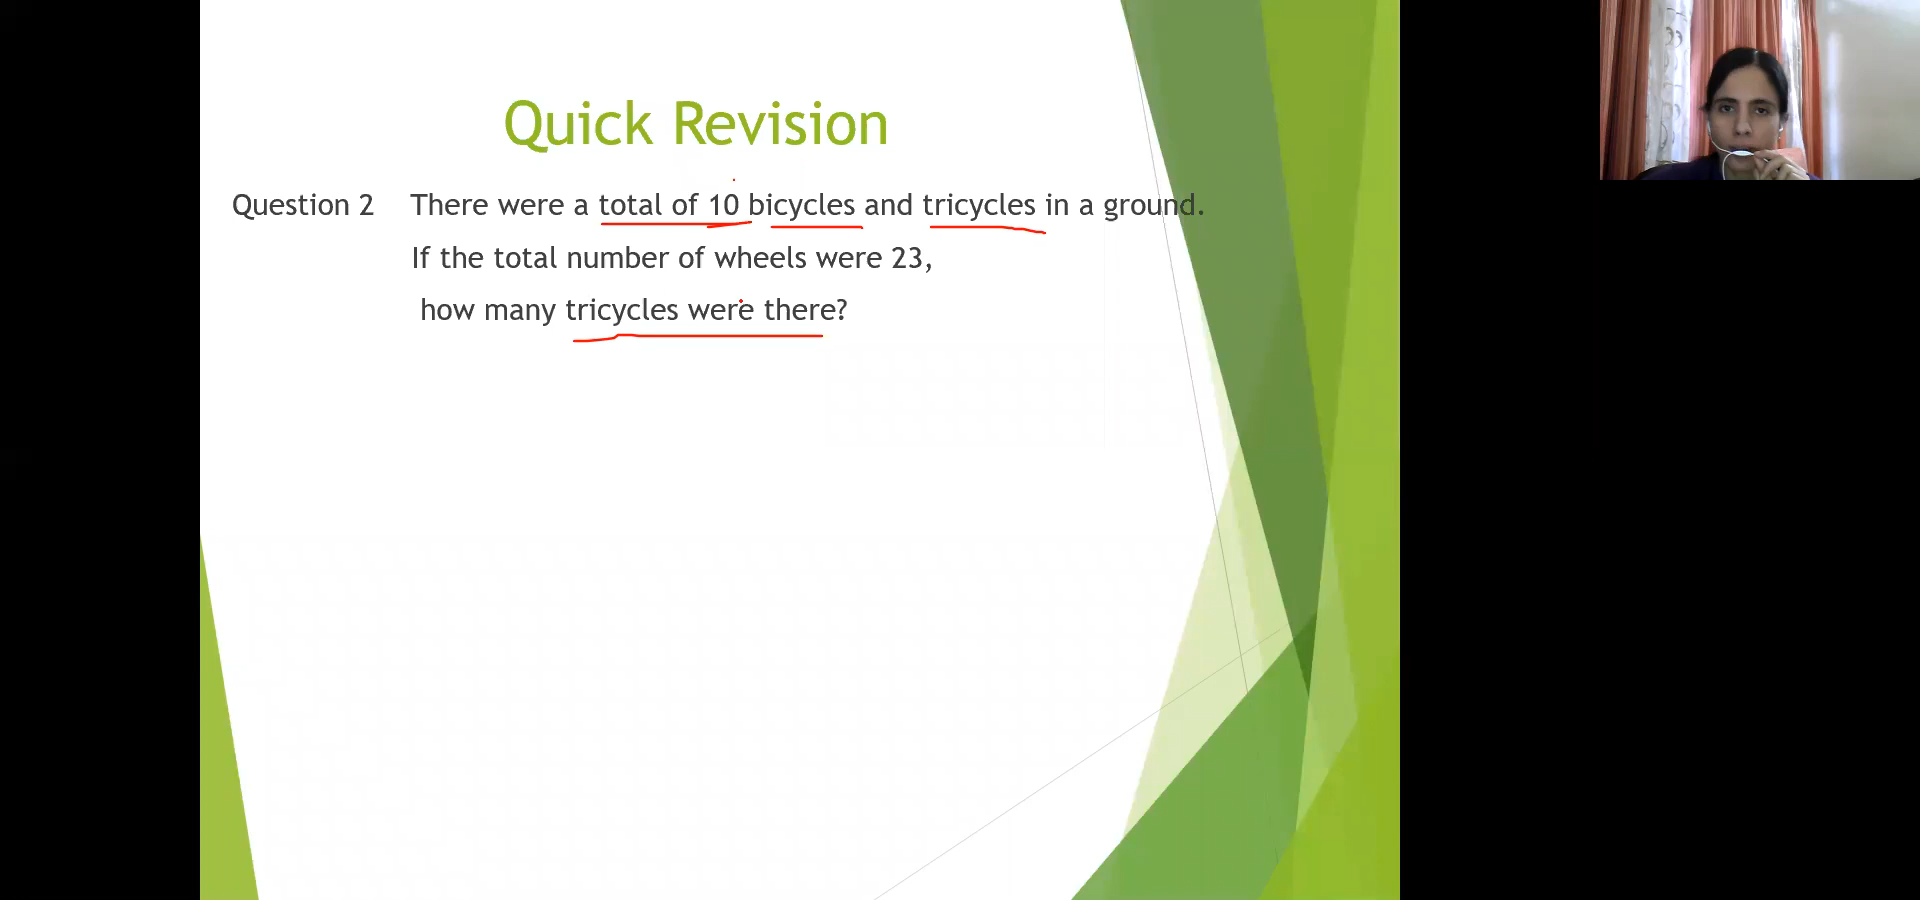 Quick Revision
Question 2 There were a total of 10 bicycles and tricycles in a ground.
If the total number of wheels were 23,
how many tricycles were there?